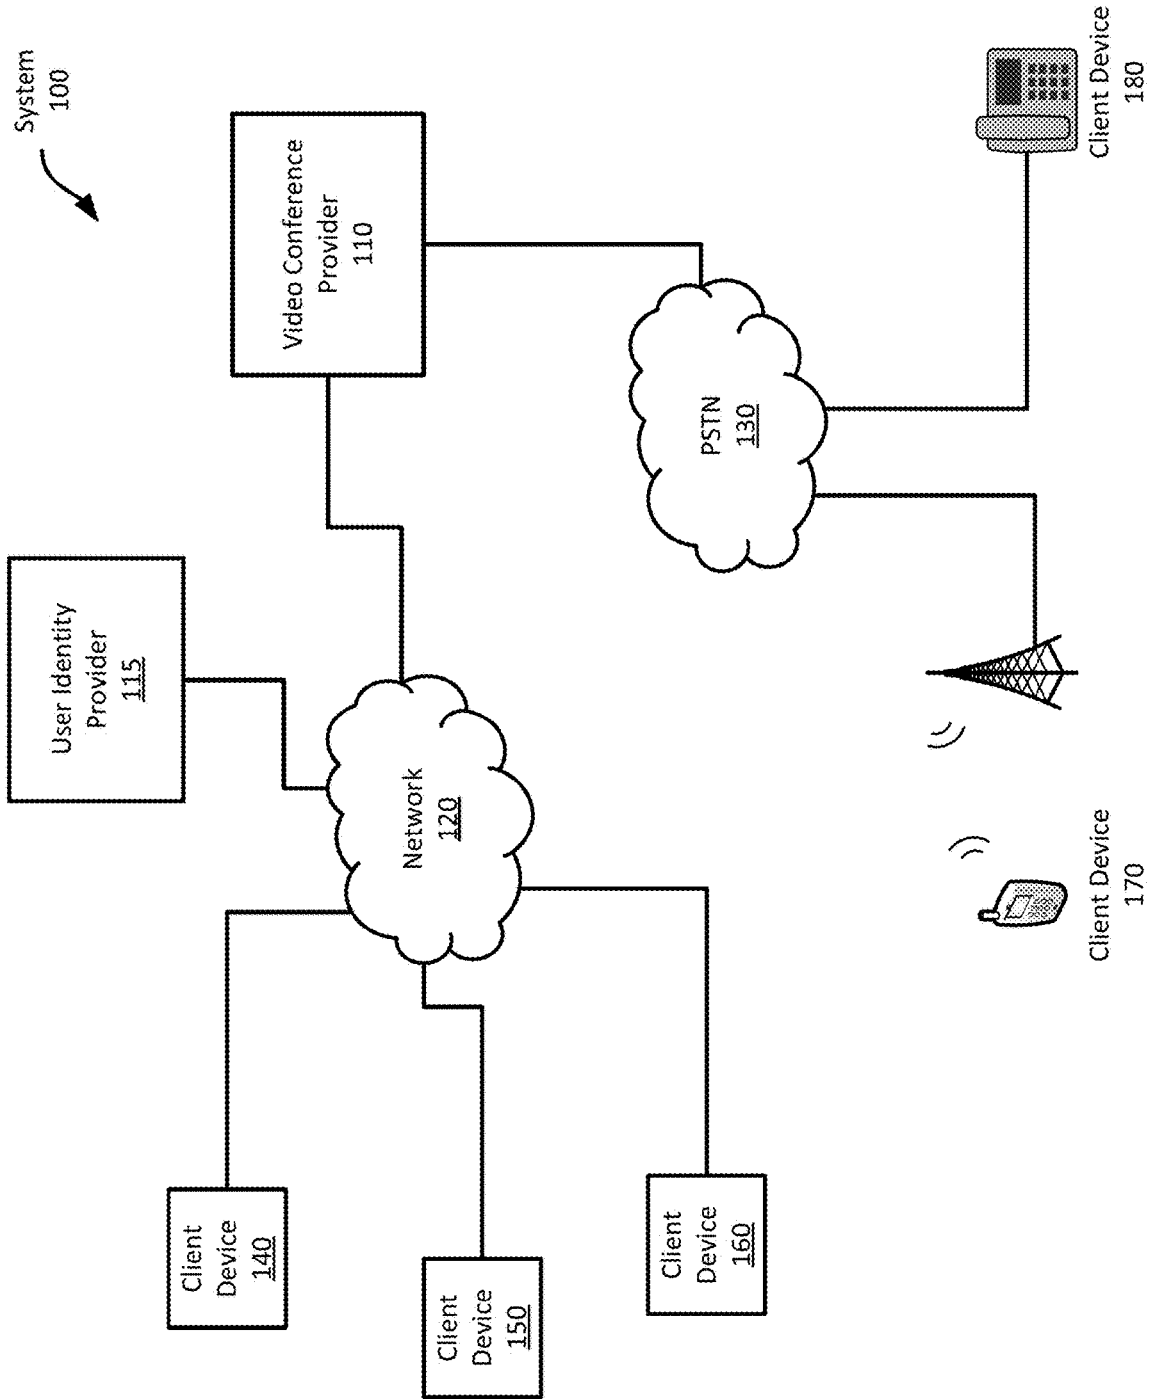 System
100
User Identity
Provider
115
Video Conference
Provider
110
Client
Device
140
Network
120
Client
Device
150
Client
Device
160
PSTN
130
Client Device
170
Client Device
180